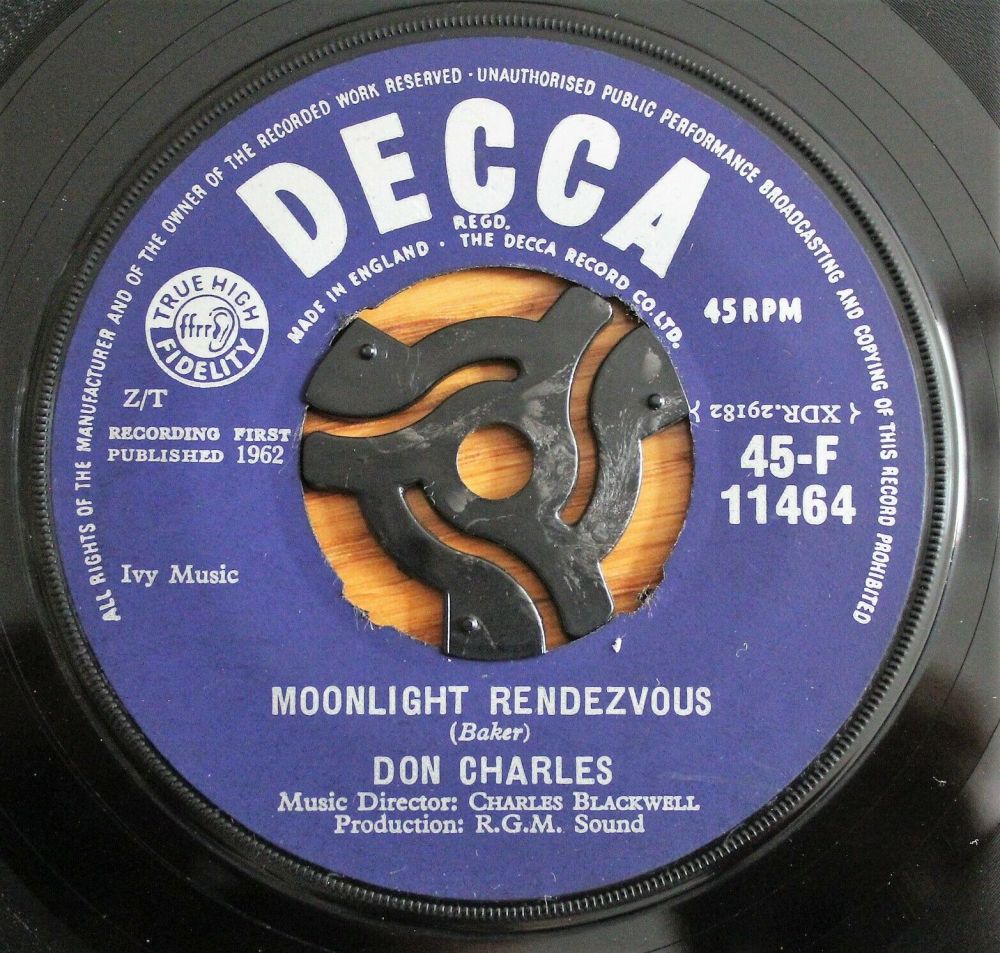 ALL RIGHTS OF THE MANUFACTURER AND OF THE OWNER OF THE RECORDED WORK RESERVED · UNAUTHORISED PUBLIC PERFORMANCE BROADCASTING AND COPYING OF THIS RECORD PROHIBITED
DECCA
REGD.
MADE IN ENGLAND · THE DECCA RECORD CO. LTD.
TRUE HIGH
ffrr
FIDELITY
45 RPM
Z/T
XDR.29182
RECORDING FIRST
PUBLISHED 1962
45-F
11464
Ivy Music
MOONLIGHT RENDEZVOUS
(Baker)
DON CHARLES
Music Director: CHARLES BLACKWELL
Production: R.G.M. Sound